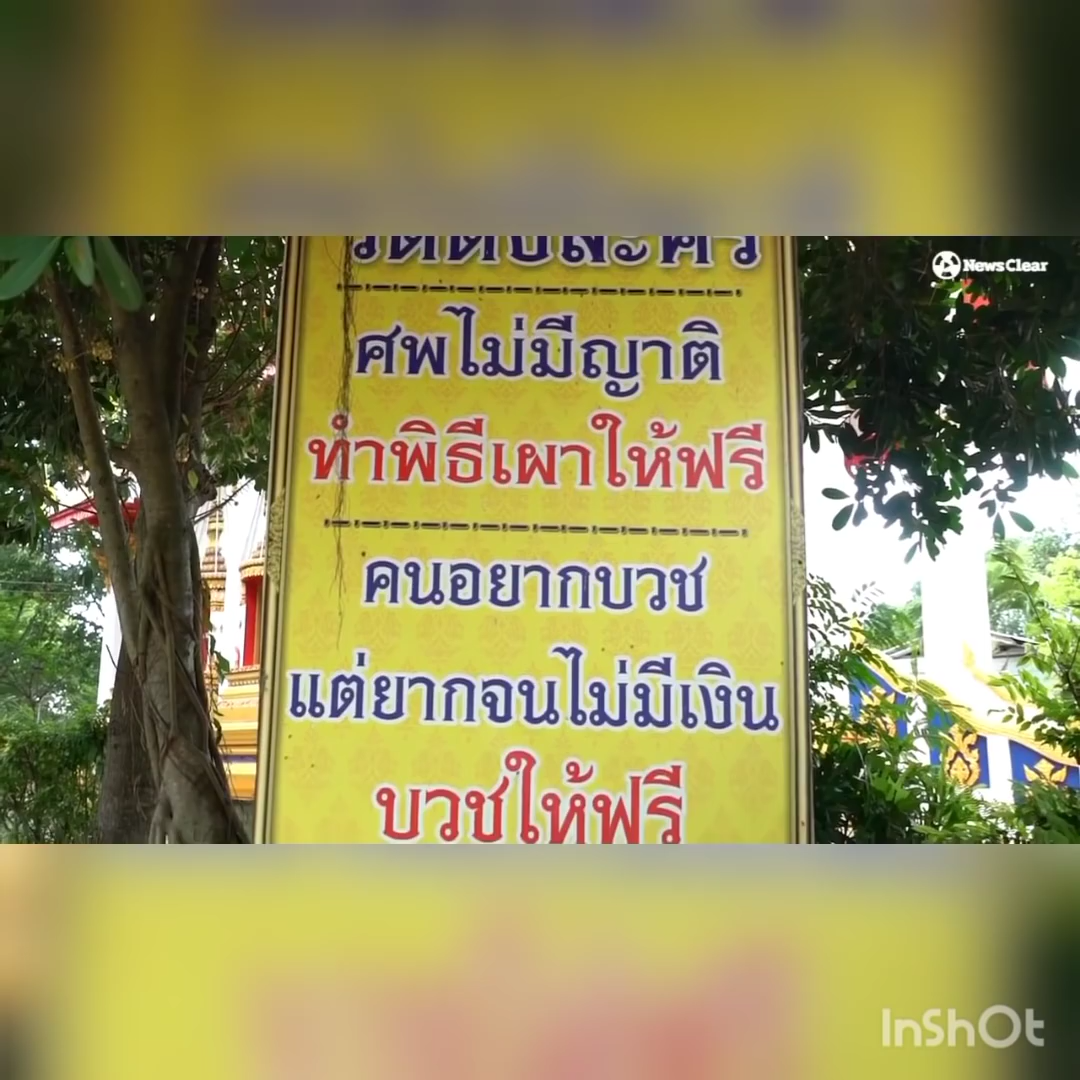 NewsClear
ศพไม่มีญาติ
ทำพิธีเผาให้ฟรี
คนอยากบวช
แต่ยากจนไม่มีเงิน
บวชให้ฟรี
InShOt